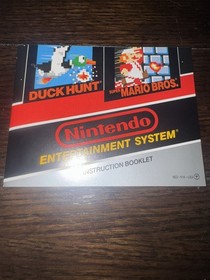 DUCK HUNT
SUPER MARIO BROS.
Nintendo
ENTERTAINMENT SYSTEM
INSTRUCTION BOOKLET